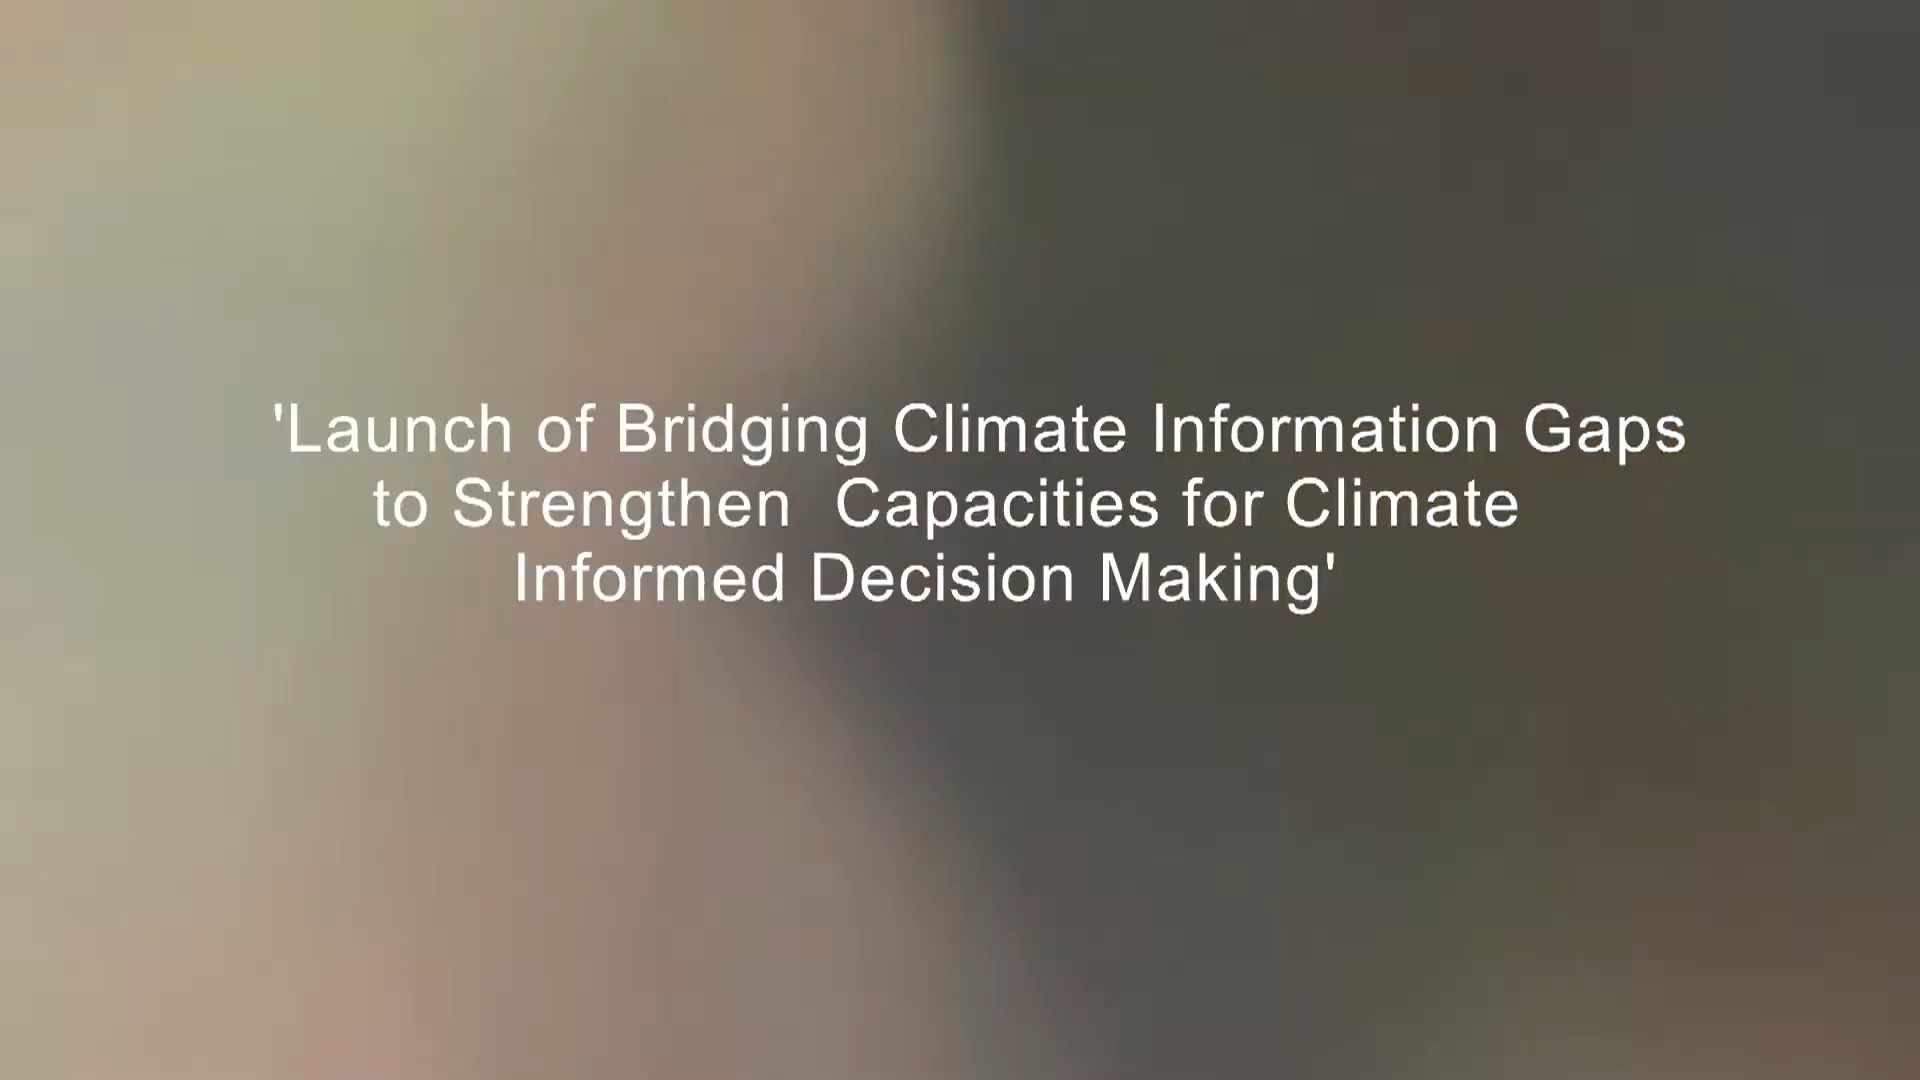 'Launch of Bridging Climate Information Gaps
to Strengthen  Capacities for Climate
Informed Decision Making'